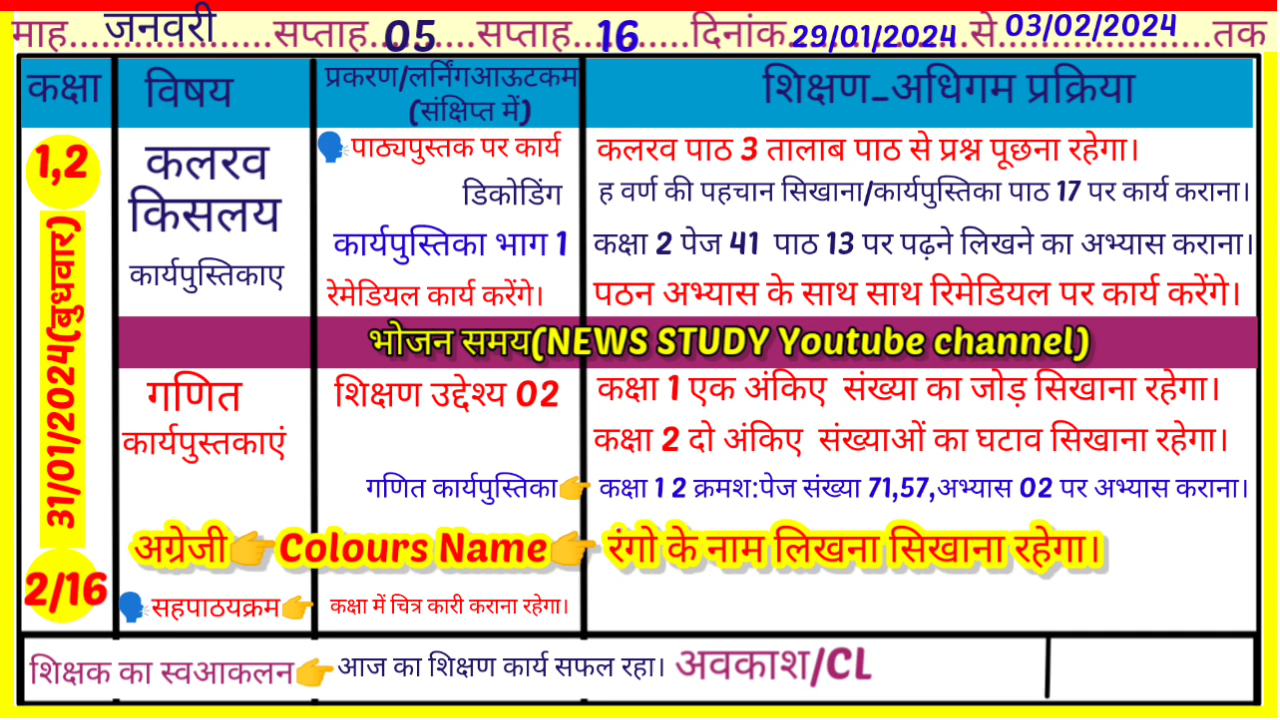 माह....जनवरी....सप्ताह..05....सप्ताह..16....दिनांक..29/01/2024..से..03/02/2024....तक
कक्षा विषय प्रकरण/लर्निंगआऊटकम (संक्षिप्त में) शिक्षण-अधिगम प्रक्रिया
1,2
31/01/2024(बुधवार)
2/16
कलरव
किसलय
कार्यपुस्तिकाए
🗣️पाठ्यपुस्तक पर कार्य
कलरव पाठ 3 तालाब पाठ से प्रश्न पूछना रहेगा।
डिकोडिंग
ह वर्ण की पहचान सिखाना/कार्यपुस्तिका पाठ 17 पर कार्य कराना।
कार्यपुस्तिका भाग 1
कक्षा 2 पेज 41 पाठ 13 पर पढ़ने लिखने का अभ्यास कराना।
रेमेडियल कार्य करेंगे।
पठन अभ्यास के साथ साथ रिमेडियल पर कार्य करेंगे।
भोजन समय(NEWS STUDY Youtube channel)
गणित
कार्यपुस्तकाएं
शिक्षण उद्देश्य 02
कक्षा 1 एक अंकिए संख्या का जोड़ सिखाना रहेगा।
कक्षा 2 दो अंकिए संख्याओं का घटाव सिखाना रहेगा।
गणित कार्यपुस्तिका👉 कक्षा 1 2 क्रमश:पेज संख्या 71,57,अभ्यास 02 पर अभ्यास कराना।
अग्रेजी👉Colours Name👉 रंगो के नाम लिखना सिखाना रहेगा।
🗣️सहपाठयक्रम👉 कक्षा में चित्र कारी कराना रहेगा।
शिक्षक का स्वआकलन👉आज का शिक्षण कार्य सफल रहा। अवकाश/CL